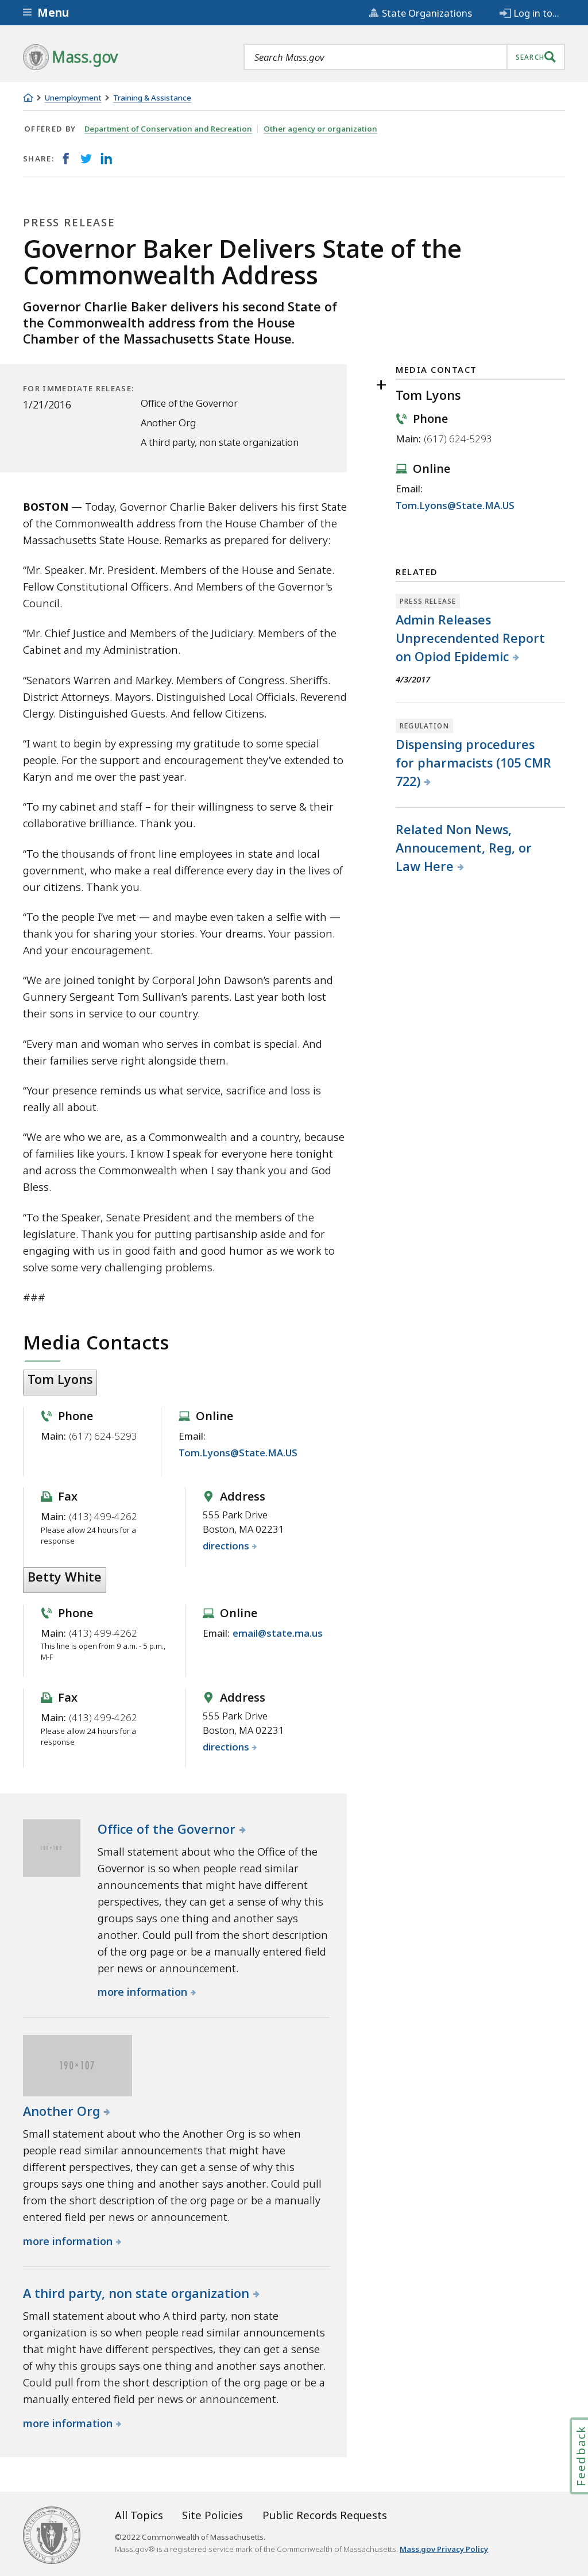 Menu
State Organizations
Log in to...
Mass.gov
Search Mass.gov
SEARCH
Unemployment
Training & Assistance
OFFERED BY
Department of Conservation and Recreation
Other agency or organization
SHARE:
PRESS RELEASE
Governor Baker Delivers State of the
Commonwealth Address
Governor Charlie Baker delivers his second State of
the Commonwealth address from the House
Chamber of the Massachusetts State House.
FOR IMMEDIATE RELEASE:
1/21/2016
Office of the Governor
Another Org
A third party, non state organization
BOSTON — Today, Governor Charlie Baker delivers his first State
of the Commonwealth address from the House Chamber of the
Massachusetts State House. Remarks as prepared for delivery:
“Mr. Speaker. Mr. President. Members of the House and Senate.
Fellow Constitutional Officers. And Members of the Governor’s
Council.
“Mr. Chief Justice and Members of the Judiciary. Members of the
Cabinet and my Administration.
“Senators Warren and Markey. Members of Congress. Sheriffs.
District Attorneys. Mayors. Distinguished Local Officials. Reverend
Clergy. Distinguished Guests. And fellow Citizens.
“I want to begin by expressing my gratitude to some special
people. For the support and encouragement they’ve extended to
Karyn and me over the past year.
“To my cabinet and staff – for their willingness to serve & their
collaborative brilliance. Thank you.
“To the thousands of front line employees in state and local
government, who make a real difference every day in the lives of
our citizens. Thank you.
“To the people I’ve met — and maybe even taken a selfie with —
thank you for sharing your stories. Your dreams. Your passion.
And your encouragement.
“We are joined tonight by Corporal John Dawson’s parents and
Gunnery Sergeant Tom Sullivan’s parents. Last year both lost
their sons in service to our country.
“Every man and woman who serves in combat is special. And
their families serve right alongside them.
“Your presence reminds us what service, sacrifice and loss is
really all about.
“We are who we are, as a Commonwealth and a country, because
of families like yours. I know I speak for everyone here tonight
and across the Commonwealth when I say thank you and God
Bless.
“To the Speaker, Senate President and the members of the
legislature. Thank you for putting partisanship aside and for
engaging with us in good faith and good humor as we work to
solve some very challenging problems.
###
MEDIA CONTACT
+
Tom Lyons
Phone
Main: (617) 624-5293
Online
Email:
Tom.Lyons@State.MA.US
RELATED
PRESS RELEASE
Admin Releases
Unprecendented Report
on Opiod Epidemic
4/3/2017
REGULATION
Dispensing procedures
for pharmacists (105 CMR
722)
Related Non News,
Annoucement, Reg, or
Law Here
Media Contacts
Tom Lyons
Phone
Main: (617) 624-5293
Online
Email:
Tom.Lyons@State.MA.US
Fax
Main: (413) 499-4262
Please allow 24 hours for a
response
Address
555 Park Drive
Boston, MA 02231
directions
Betty White
Phone
Main: (413) 499-4262
This line is open from 9 a.m. - 5 p.m.,
M-F
Online
Email: email@state.ma.us
Fax
Main: (413) 499-4262
Please allow 24 hours for a
response
Address
555 Park Drive
Boston, MA 02231
directions
100×100
Office of the Governor
Small statement about who the Office of the
Governor is so when people read similar
announcements that might have different
perspectives, they can get a sense of why this
groups says one thing and another says
another. Could pull from the short description
of the org page or be a manually entered field
per news or announcement.
more information
190×107
Another Org
Small statement about who the Another Org is so when
people read similar announcements that might have
different perspectives, they can get a sense of why this
groups says one thing and another says another. Could pull
from the short description of the org page or be a manually
entered field per news or announcement.
more information
A third party, non state organization
Small statement about who A third party, non state
organization is so when people read similar announcements
that might have different perspectives, they can get a sense
of why this groups says one thing and another says another.
Could pull from the short description of the org page or be a
manually entered field per news or announcement.
more information
Feedback
All Topics
Site Policies
Public Records Requests
©2022 Commonwealth of Massachusetts.
Mass.gov® is a registered service mark of the Commonwealth of Massachusetts. Mass.gov Privacy Policy